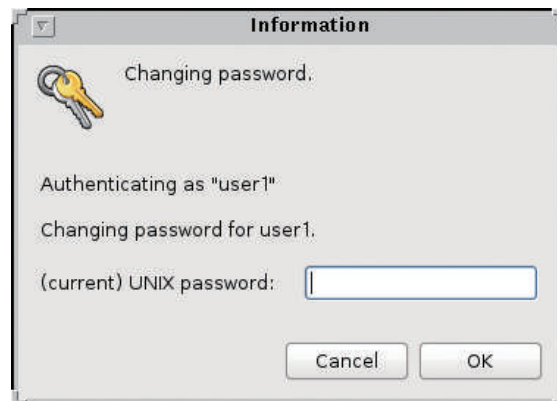 Information
Changing password.
Authenticating as "user1"
Changing password for user1.
(current) UNIX password:
Cancel OK